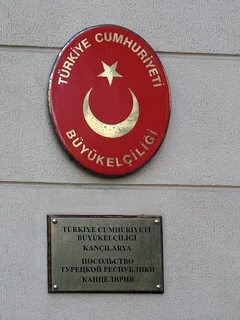 TÜRKİYE CUMHURİYETİ
BÜYÜKELÇİLİĞİ
TÜRKİYE CUMHURİYETİ
BÜYÜKELÇİLİĞİ
KANÇILARYA
ПОСОЛЬСТВО
ТУРЕЦКОЙ РЕСПУБЛИКИ
КАНЦЕЛЯРИЯ